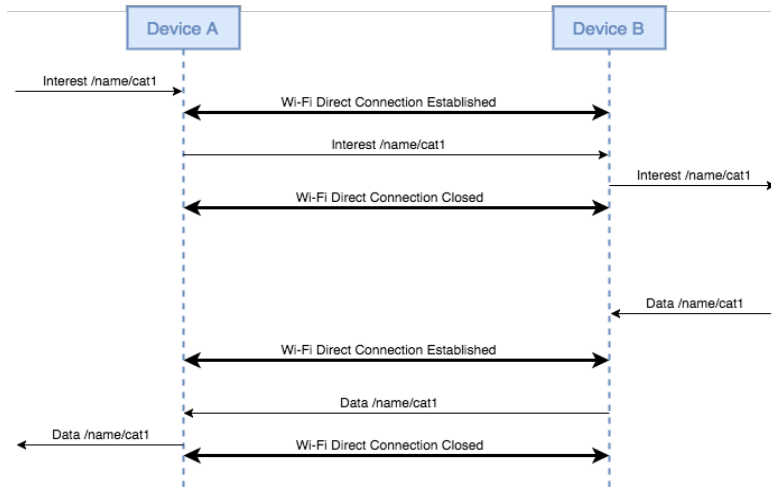 Device A
Device B
Interest /name/cat1
Wi-Fi Direct Connection Established
Interest /name/cat1
Interest /name/cat1
Wi-Fi Direct Connection Closed
Data /name/cat1
Wi-Fi Direct Connection Established
Data /name/cat1
Data /name/cat1
Wi-Fi Direct Connection Closed